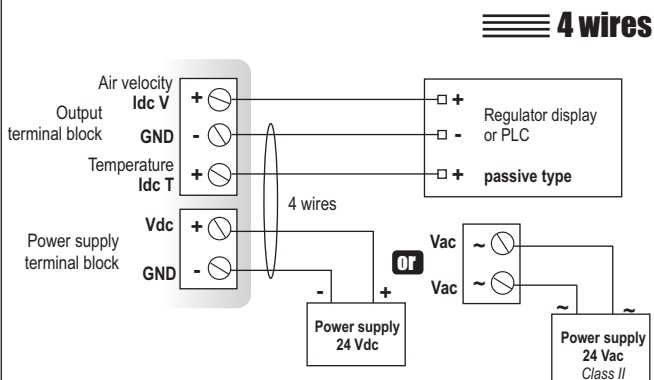 4 wires
Air velocity
Idc V
+
Output
terminal block
GND
-
Temperature
Idc T
+
+
-
+
Regulator display
or PLC
passive type
4 wires
Power supply
terminal block
Vdc
+
GND
-
-
+
Power supply
24 Vdc
or
Vac
~
Vac
~
~
~
Power supply
24 Vac
Class II